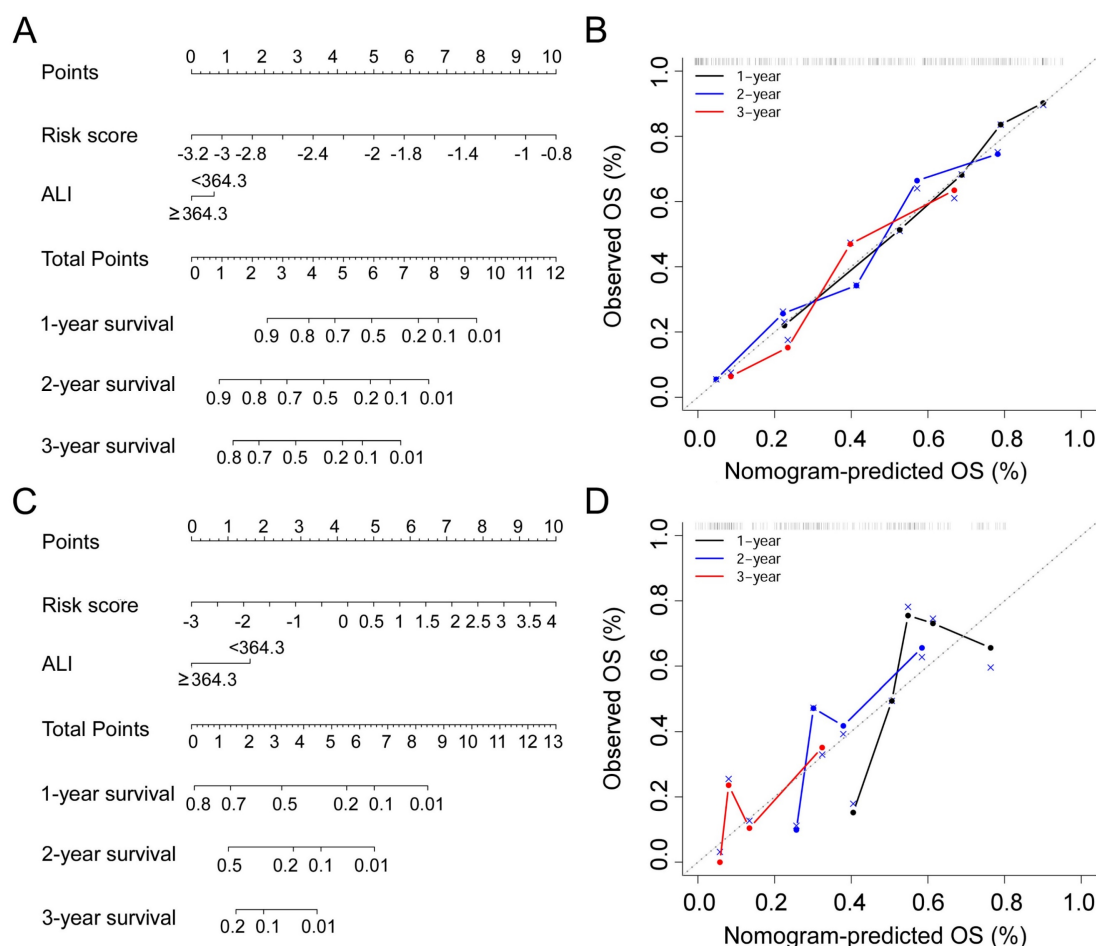 A
Points
0 1 2 3 4 5 6 7 8 9 10
Risk score
-3.2 -3 -2.8 -2.4 -2 -1.8 -1.4 -1 -0.8
ALI
<364.3
≥364.3
Total Points
0 1 2 3 4 5 6 7 8 9 10 11 12
1-year survival
0.9 0.8 0.7 0.5 0.2 0.1 0.01
2-year survival
0.9 0.8 0.7 0.5 0.2 0.1 0.01
3-year survival
0.8 0.7 0.5 0.2 0.1 0.01
B
1-year
2-year
3-year
Observed OS (%)
1.0
0.8
0.6
0.4
0.2
0.0
0.0 0.2 0.4 0.6 0.8 1.0
Nomogram-predicted OS (%)
C
0 1 2 3 4 5 6 7 8 9 10
Points
Risk score
-3 -2 -1 0 0.5 1 1.5 2 2.5 3 3.5 4
<364.3
ALI
≥364.3
Total Points
0 1 2 3 4 5 6 7 8 9 10 11 12 13
1-year survival
0.8 0.7 0.5 0.2 0.1 0.01
2-year survival
0.5 0.2 0.1 0.01
3-year survival
0.2 0.1 0.01
D
1-year
2-year
3-year
Observed OS (%)
1.0
0.8
0.6
0.4
0.2
0.0
0.0 0.2 0.4 0.6 0.8 1.0
Nomogram-predicted OS (%)